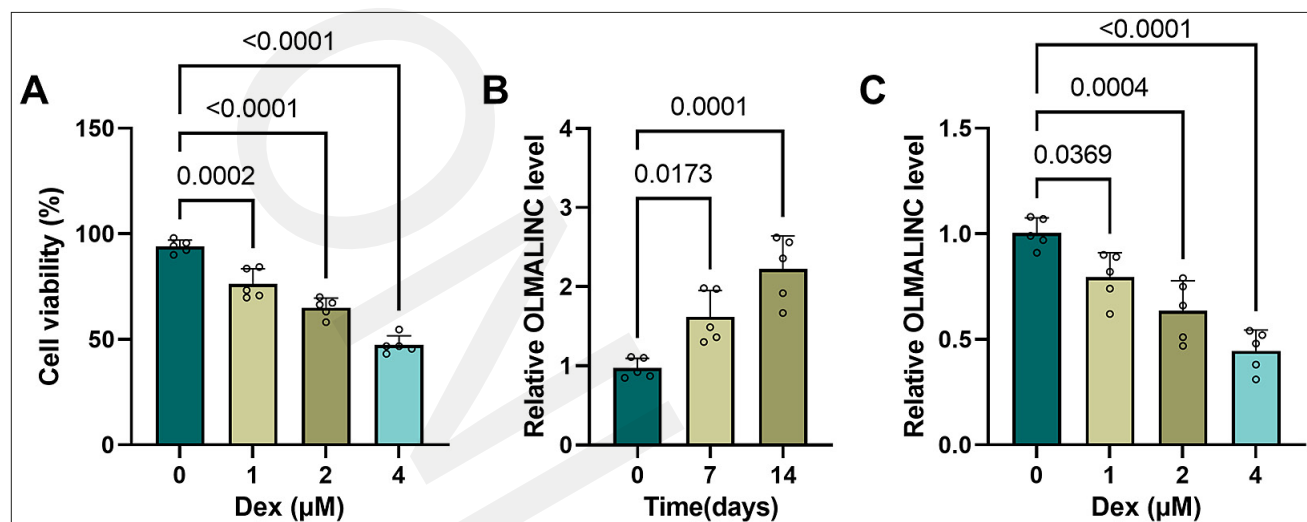 A
<0.0001
<0.0001
0.0002
150
100
50
0
Cell viability (%)
0 1 2 4
Dex (µM)
B
0.0001
0.0173
4
3
2
1
0
Relative OLMALINC level
0 7 14
Time(days)
C
<0.0001
0.0004
0.0369
1.5
1.0
0.5
0.0
Relative OLMALINC level
0 1 2 4
Dex (µM)